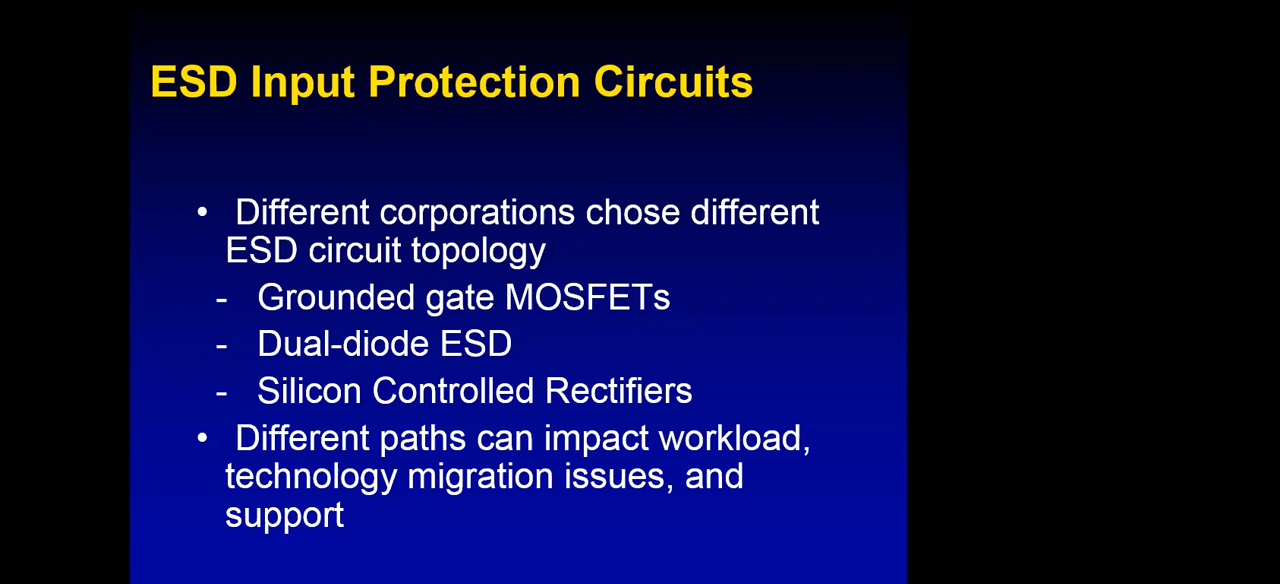 ESD Input Protection Circuits
• Different corporations chose different
ESD circuit topology
- Grounded gate MOSFETs
- Dual-diode ESD
- Silicon Controlled Rectifiers
• Different paths can impact workload,
technology migration issues, and
support